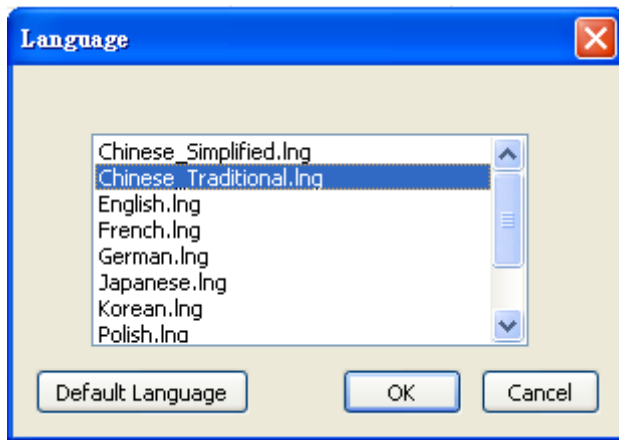 Language
Chinese_Simplified.lng
Chinese_Traditional.lng
English.lng
French.lng
German.lng
Japanese.lng
Korean.lng
Polish.lng
Default Language OK Cancel